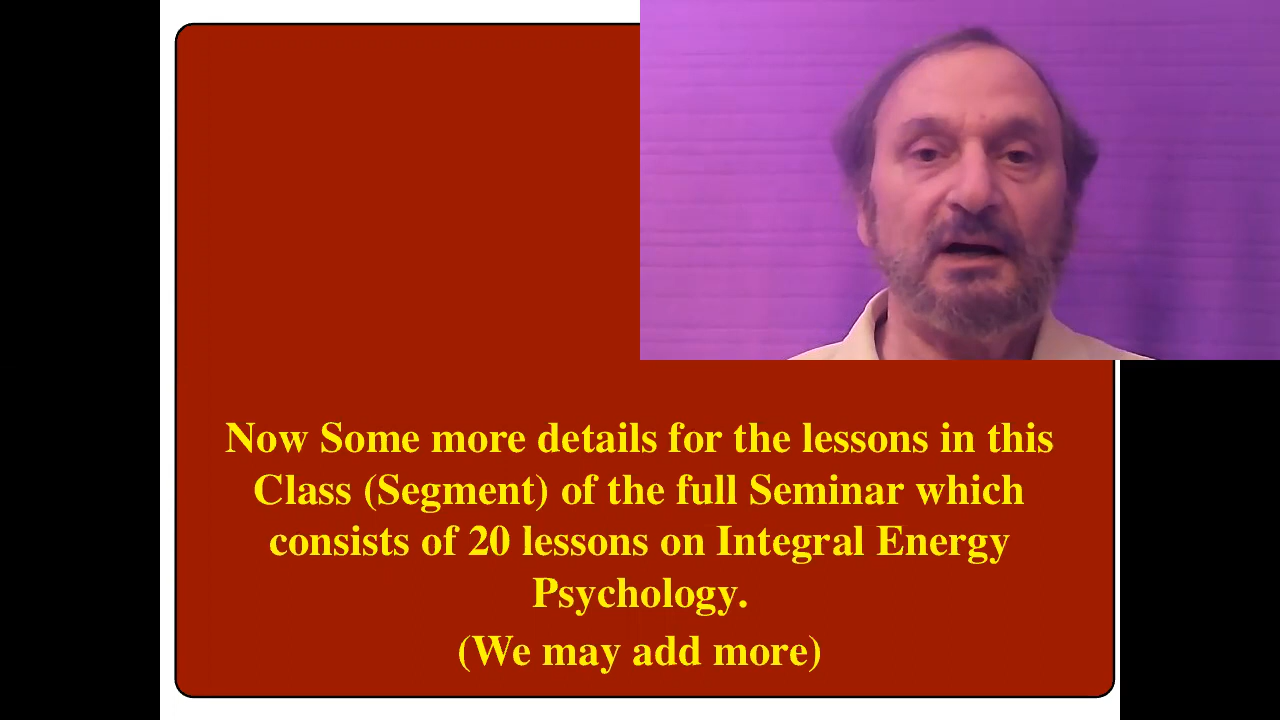 Now Some more details for the lessons in this
Class (Segment) of the full Seminar which
consists of 20 lessons on Integral Energy
Psychology.
(We may add more)